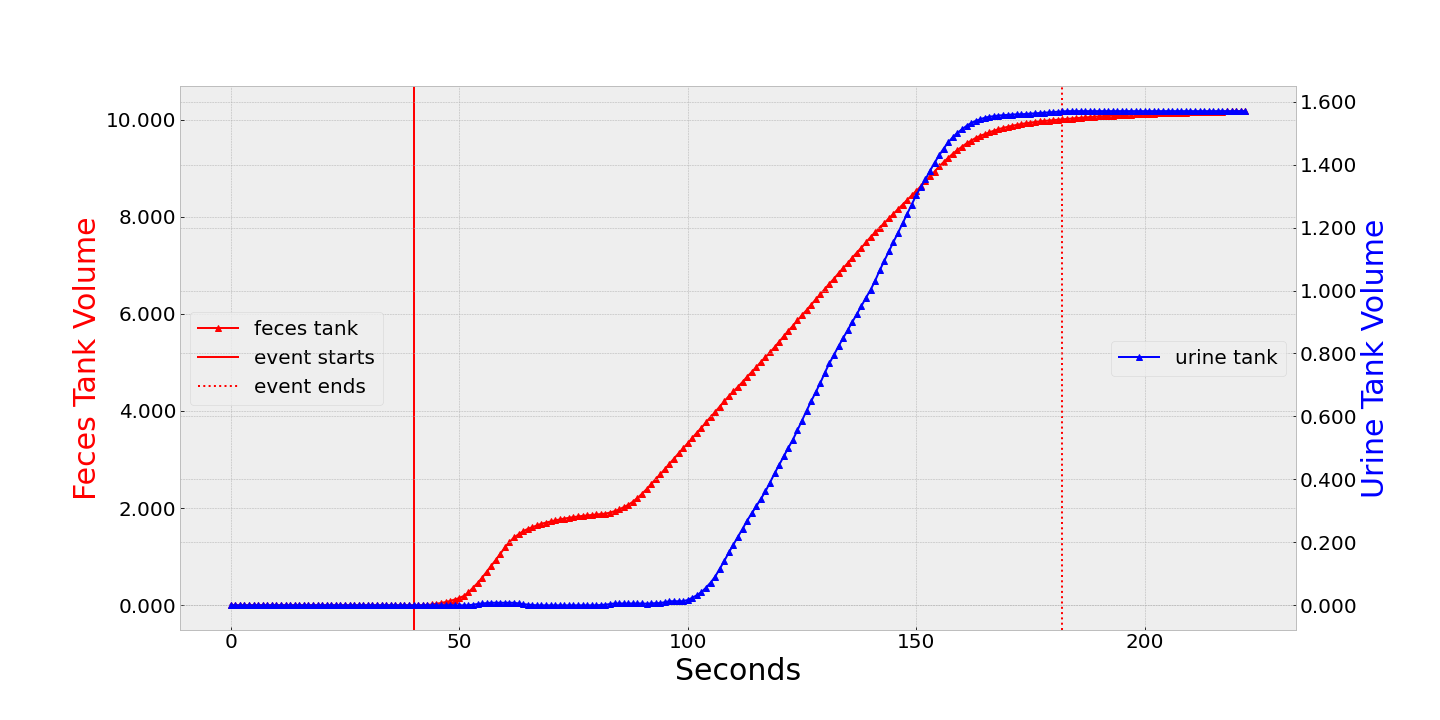 Feces Tank Volume
10.000
8.000
6.000
4.000
2.000
0.000
feces tank
event starts
event ends
urine tank
1.600
1.400
1.200
1.000
0.800
0.600
0.400
0.200
0.000
Urine Tank Volume
0 50 100 150 200
Seconds